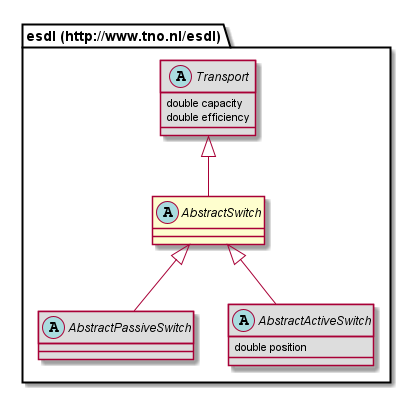 esdl (http://www.tno.nl/esdl)
A Transport
double capacity
double efficiency
A AbstractSwitch
A AbstractPassiveSwitch
A AbstractActiveSwitch
double position